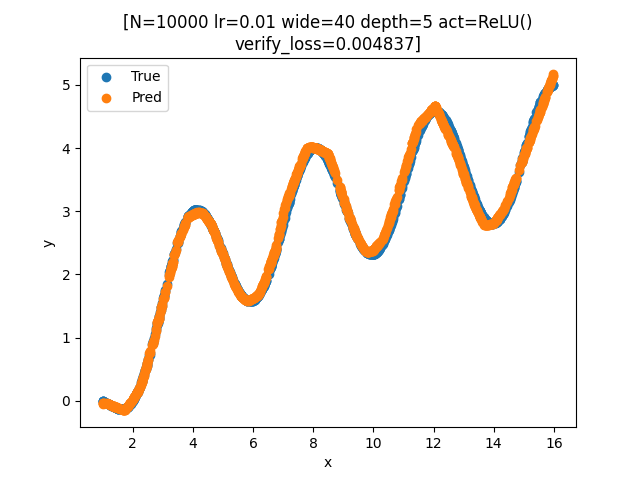 [N=10000 lr=0.01 wide=40 depth=5 act=ReLU()
verify_loss=0.004837]
True
Pred
5
4
3
2
1
0
y
2 4 6 8 10 12 14 16
x